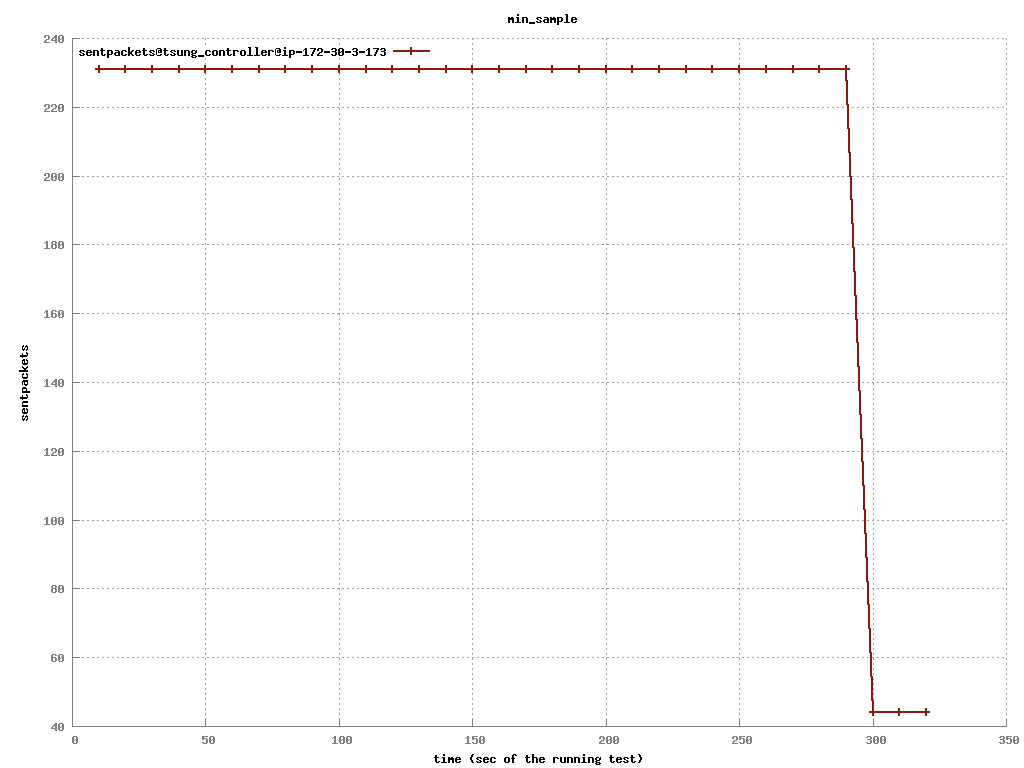 min_sample
240
sentpackets@tsung_controller@ip-172-30-3-173
220
200
180
160
sentpackets
140
120
100
80
60
40
0 50 100 150 200 250 300 350
time (sec of the running test)